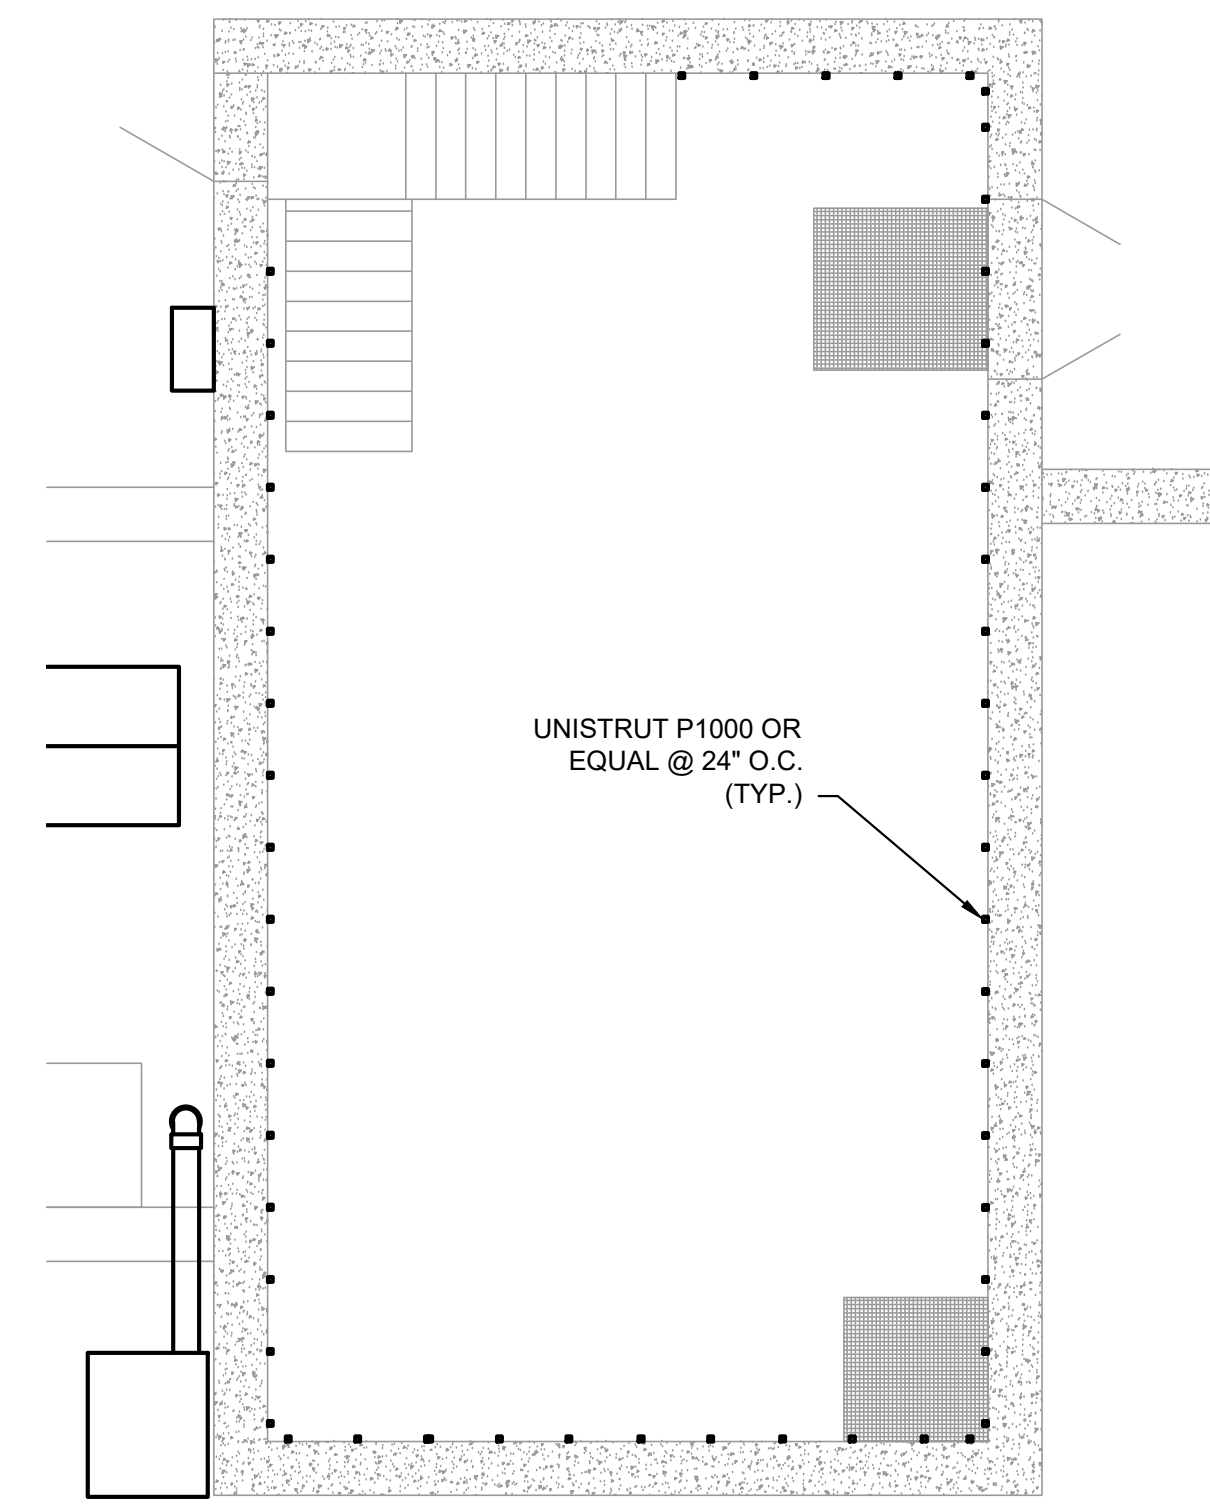 UNISTRUT P1000 OR
EQUAL @ 24" O.C.
(TYP.)